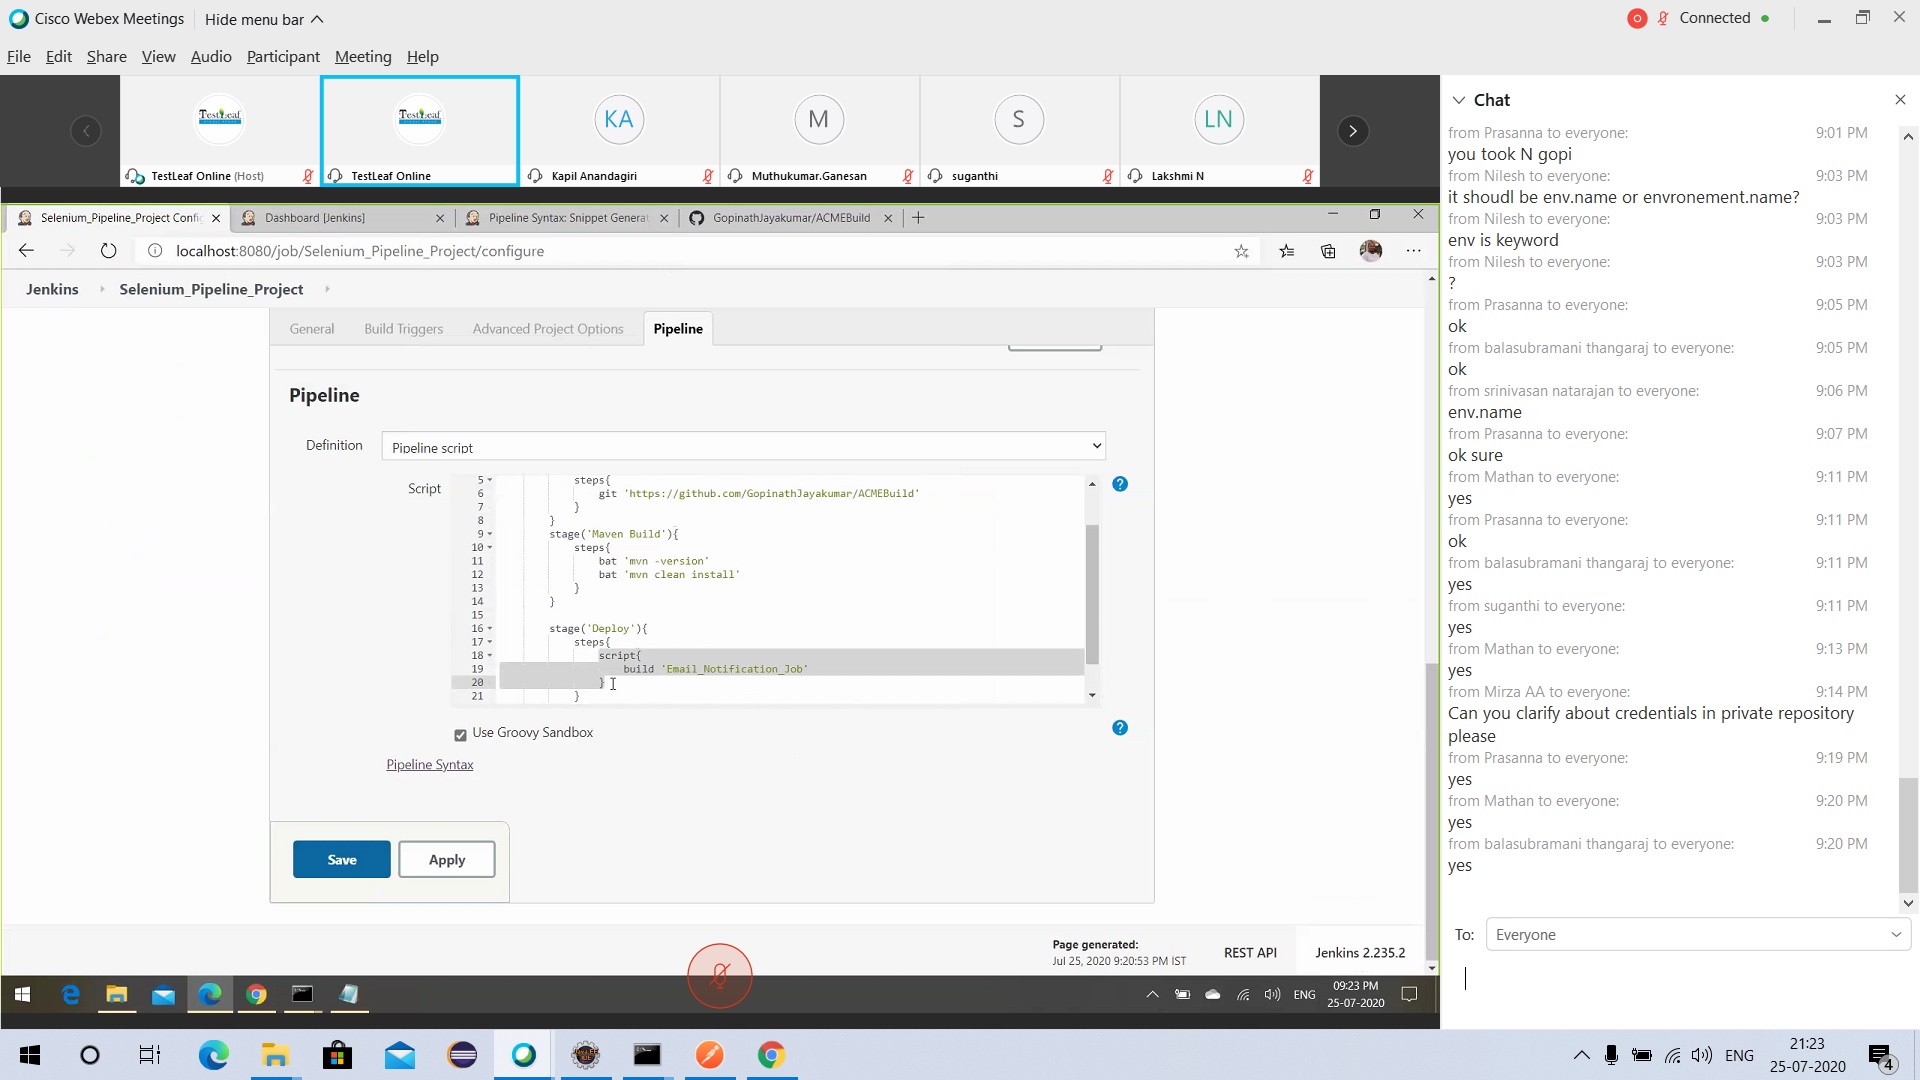 Cisco Webex Meetings
Hide menu bar
Connected
File Edit Share View Audio Participant Meeting Help
TestLeaf
TestLeaf
KA
M
S
LN
TestLeaf Online (Host)
TestLeaf Online
Kapil Anandagiri
Muthukumar.Ganesan
suganthi
Lakshmi N
Selenium_Pipeline_Project Config
Dashboard [Jenkins]
Pipeline Syntax: Snippet Generat
GopinathJayakumar/ACMEBuild
localhost:8080/job/Selenium_Pipeline_Project/configure
Jenkins
Selenium_Pipeline_Project
General
Build Triggers
Advanced Project Options
Pipeline
Pipeline
Definition
Pipeline script
Script
5 steps{
6 git 'https://github.com/GopinathJayakumar/ACMEBuild'
7 }
8 }
9 stage('Maven Build'){
10 steps{
11 bat 'mvn -version'
12 bat 'mvn clean install'
13 }
14 }
15
16 stage('Deploy'){
17 steps{
18 script{
19 build 'Email_Notification_Job'
20 }
21 }
Use Groovy Sandbox
Pipeline Syntax
Save
Apply
Page generated:
Jul 25, 2020 9:20:53 PM IST
REST API
Jenkins 2.235.2
ENG
09:23 PM
25-07-2020
Chat
from Prasanna to everyone: 9:01 PM
you took N gopi
from Nilesh to everyone: 9:03 PM
it shoudl be env.name or envronement.name?
from Nilesh to everyone: 9:03 PM
env is keyword
from Nilesh to everyone: 9:03 PM
?
from Prasanna to everyone: 9:05 PM
ok
from balasubramani thangaraj to everyone: 9:05 PM
ok
from srinivasan natarajan to everyone: 9:06 PM
env.name
from Prasanna to everyone: 9:07 PM
ok sure
from Mathan to everyone: 9:11 PM
yes
from Prasanna to everyone: 9:11 PM
ok
from balasubramani thangaraj to everyone: 9:11 PM
yes
from suganthi to everyone: 9:11 PM
yes
from Mathan to everyone: 9:13 PM
yes
from Mirza AA to everyone: 9:14 PM
Can you clarify about credentials in private repository
please
from Prasanna to everyone: 9:19 PM
yes
from Mathan to everyone: 9:20 PM
yes
from balasubramani thangaraj to everyone: 9:20 PM
yes
To: Everyone
ENG
21:23
25-07-2020
4